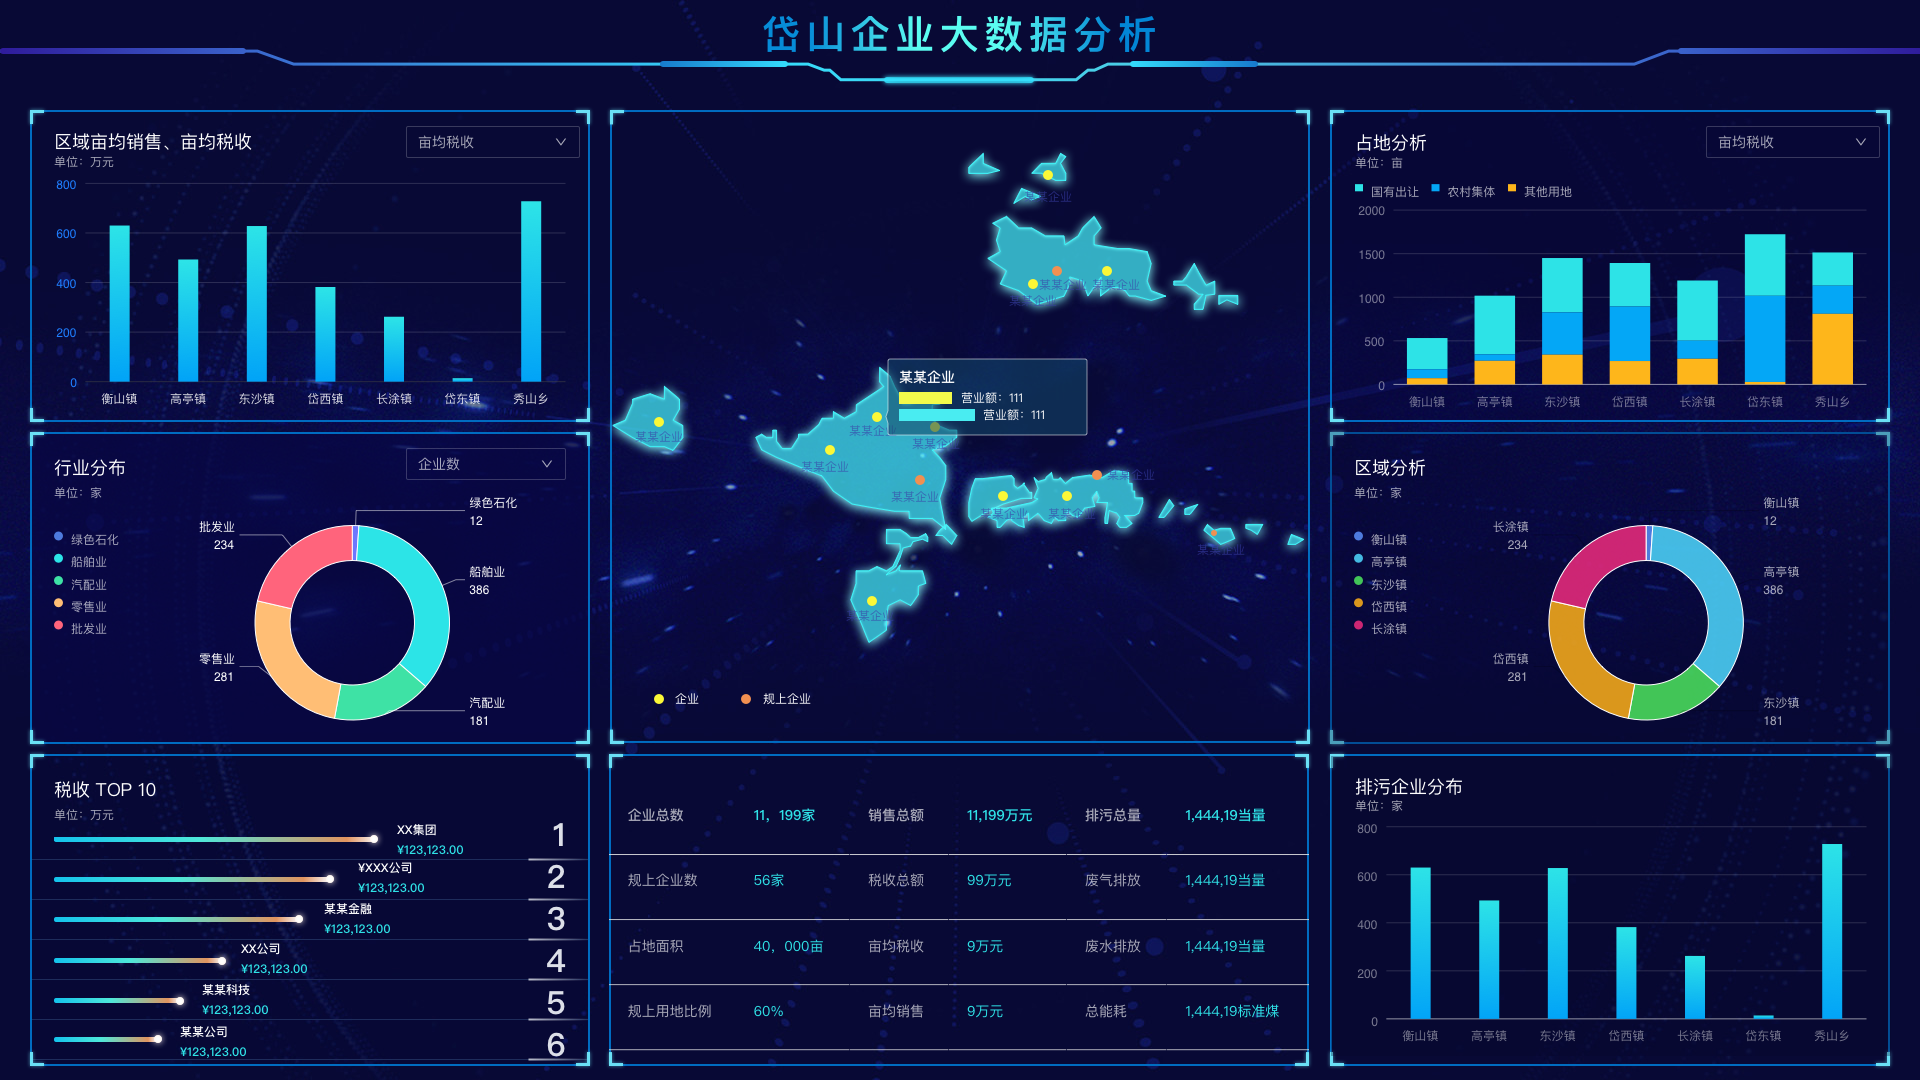 岱山企业大数据分析
区域亩均销售、亩均税收
单位：万元
亩均税收
800
600
400
200
0
衡山镇 高亭镇 东沙镇 岱西镇 长涂镇 岱东镇 秀山乡
行业分布
单位：家
企业数
绿色石化
船舶业
汽配业
零售业
批发业
绿色石化
12
批发业
234
船舶业
386
零售业
281
汽配业
181
税收 TOP 10
单位：万元
XX集团
¥123,123.00
1
¥XXX公司
¥123,123.00
2
某某金融
¥123,123.00
3
XX公司
¥123,123.00
4
某某科技
¥123,123.00
5
某某公司
¥123,123.00
6
某某企业
某某企业
某某企业
某某企业
某某企业
营业额：111
营业额：111
某某企业
某某企业
某某企业
某某企业
某某企业
某某企业
某某企业
某某企业
某某企业
某某企业
某某企业
企业
规上企业
企业总数 11，199家 销售总额 11,199万元 排污总量 1,444,19当量
规上企业数 56家 税收总额 99万元 废气排放 1,444,19当量
占地面积 40，000亩 亩均税收 9万元 废水排放 1,444,19当量
规上用地比例 60% 亩均销售 9万元 总能耗 1,444,19标准煤
占地分析
单位：亩
亩均税收
国有出让 农村集体 其他用地
2000
1500
1000
500
0
衡山镇 高亭镇 东沙镇 岱西镇 长涂镇 岱东镇 秀山乡
区域分析
单位：家
衡山镇
高亭镇
东沙镇
岱西镇
长涂镇
衡山镇
12
长涂镇
234
高亭镇
386
岱西镇
281
东沙镇
181
排污企业分布
单位：家
800
600
400
200
0
衡山镇 高亭镇 东沙镇 岱西镇 长涂镇 岱东镇 秀山乡